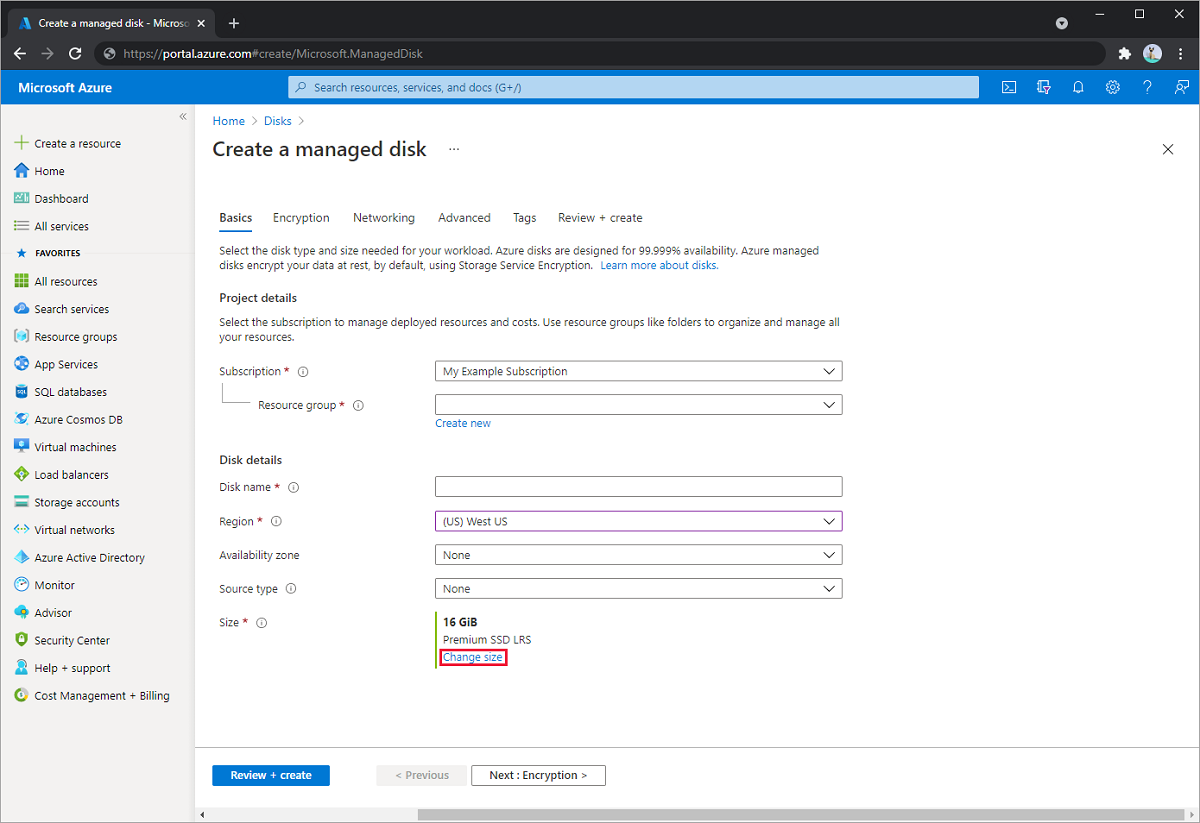 Create a managed disk - Microso
https://portal.azure.com#create/Microsoft.ManagedDisk
Microsoft Azure
Search resources, services, and docs (G+/)
«
Create a resource
Home
Dashboard
All services
FAVORITES
All resources
Search services
Resource groups
App Services
SQL databases
Azure Cosmos DB
Virtual machines
Load balancers
Storage accounts
Virtual networks
Azure Active Directory
Monitor
Advisor
Security Center
Help + support
Cost Management + Billing
Home > Disks >
Create a managed disk ...
Basics Encryption Networking Advanced Tags Review + create
Select the disk type and size needed for your workload. Azure disks are designed for 99.999% availability. Azure managed
disks encrypt your data at rest, by default, using Storage Service Encryption. Learn more about disks.
Project details
Select the subscription to manage deployed resources and costs. Use resource groups like folders to organize and manage all
your resources.
Subscription * My Example Subscription
Resource group *
Create new
Disk details
Disk name *
Region * (US) West US
Availability zone None
Source type None
Size * 16 GiB
Premium SSD LRS
Change size
Review + create < Previous Next : Encryption >